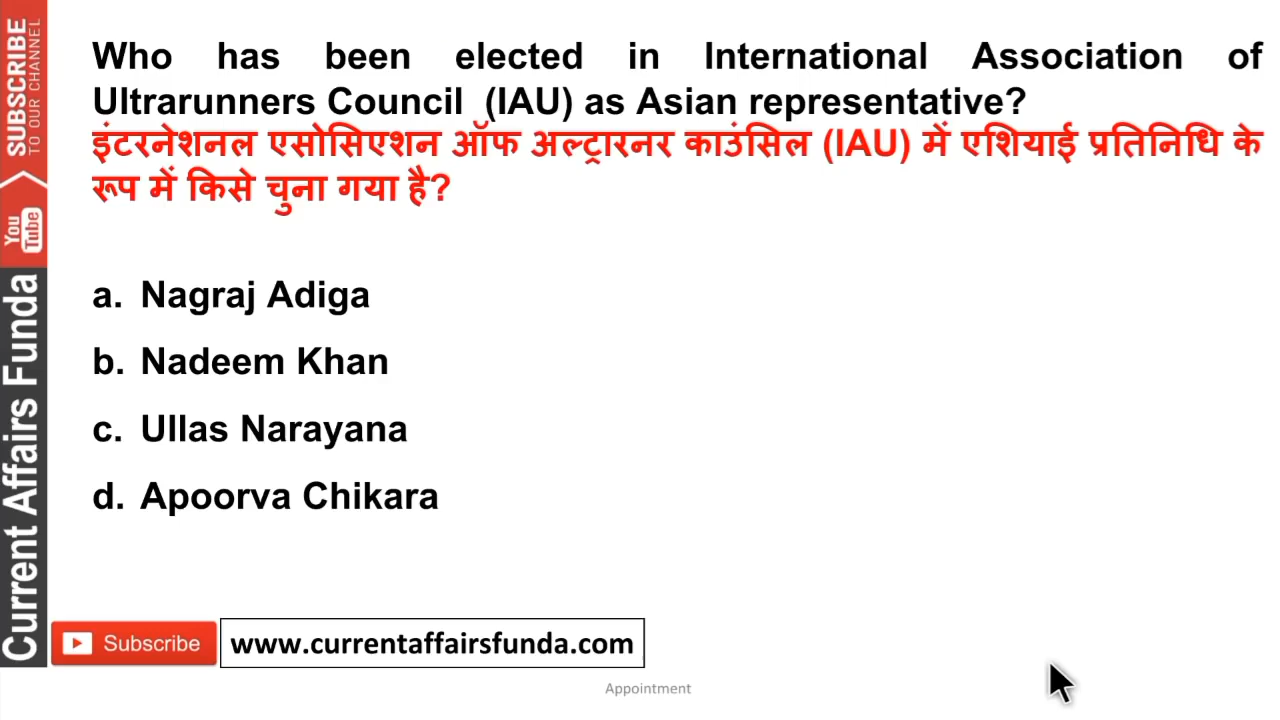 Who has been elected in International Association of
Ultrarunners Council (IAU) as Asian representative?
इंटरनेशनल एसोसिएशन ऑफ अल्ट्रारनर काउंसिल (IAU) में एशियाई प्रतिनिधि के
रूप में किसे चुना गया है?
a. Nagraj Adiga
b. Nadeem Khan
c. Ullas Narayana
d. Apoorva Chikara
SUBSCRIBE
TO OUR CHANNEL
You
Tube
Current Affairs Funda
Subscribe
www.currentaffairsfunda.com
Appointment